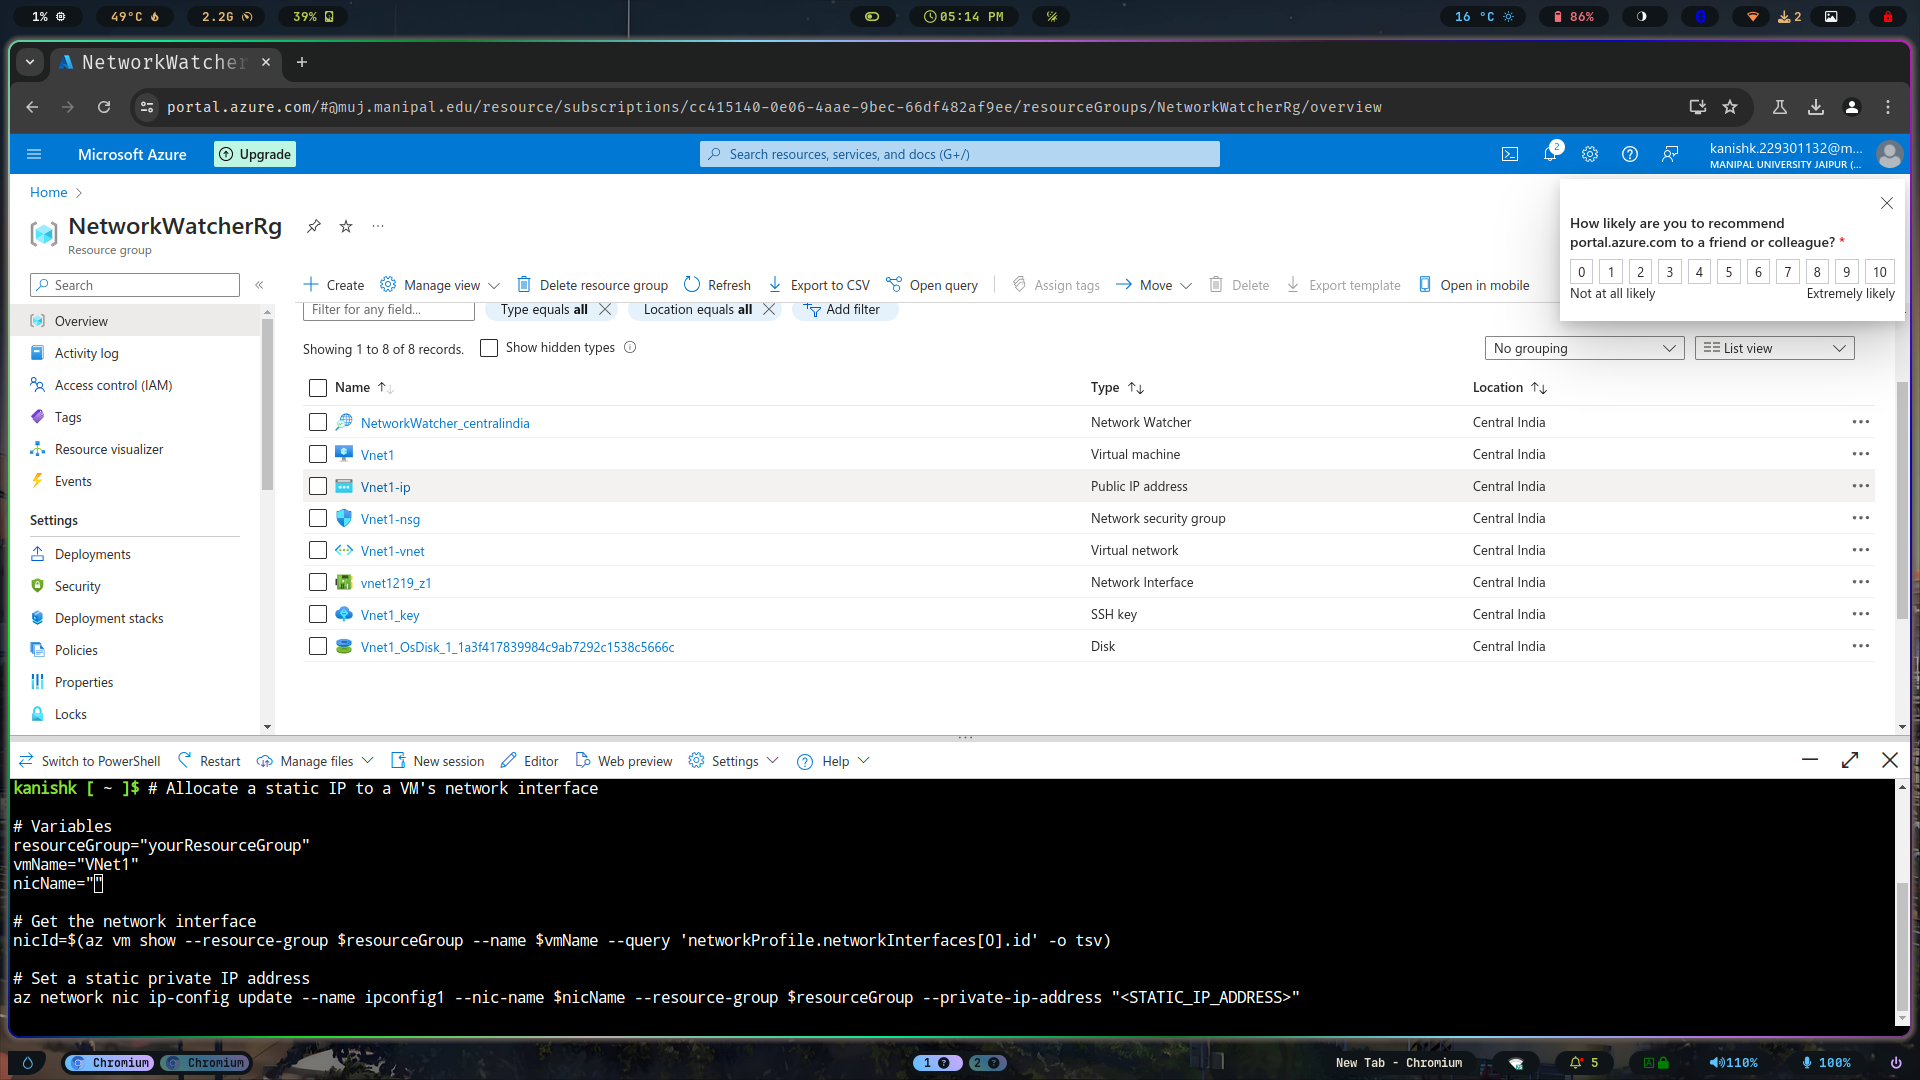 1%
49°C
2.2G
39%
05:14 PM
16 °C
86%
2
NetworkWatcher
portal.azure.com/#@muj.manipal.edu/resource/subscriptions/cc415140-0e06-4aae-9bec-66df482af9ee/resourceGroups/NetworkWatcherRg/overview
Microsoft Azure
Upgrade
Search resources, services, and docs (G+/)
2
kanishk.229301132@m...
MANIPAL UNIVERSITY JAIPUR (...
Home
NetworkWatcherRg
Resource group
How likely are you to recommend
portal.azure.com to a friend or colleague? *
0 1 2 3 4 5 6 7 8 9 10
Not at all likely Extremely likely
Search
Create Manage view Delete resource group Refresh Export to CSV Open query Assign tags Move Delete Export template Open in mobile
Filter for any field...
Type equals all
Location equals all
Add filter
Overview
Activity log
Access control (IAM)
Tags
Resource visualizer
Events
Settings
Deployments
Security
Deployment stacks
Policies
Properties
Locks
Showing 1 to 8 of 8 records.
Show hidden types
No grouping
List view
Name Type Location
NetworkWatcher_centralindia Network Watcher Central India
Vnet1 Virtual machine Central India
Vnet1-ip Public IP address Central India
Vnet1-nsg Network security group Central India
Vnet1-vnet Virtual network Central India
vnet1219_z1 Network Interface Central India
Vnet1_key SSH key Central India
Vnet1_OsDisk_1_1a3f417839984c9ab7292c1538c5666c Disk Central India
Switch to PowerShell Restart Manage files New session Editor Web preview Settings Help
kanishk [ ~ ]$ # Allocate a static IP to a VM's network interface
# Variables
resourceGroup="yourResourceGroup"
vmName="VNet1"
nicName=""
# Get the network interface
nicId=$(az vm show --resource-group $resourceGroup --name $vmName --query 'networkProfile.networkInterfaces[0].id' -o tsv)
# Set a static private IP address
az network nic ip-config update --name ipconfig1 --nic-name $nicName --resource-group $resourceGroup --private-ip-address "<STATIC_IP_ADDRESS>"
Chromium
Chromium
1
2
New Tab - Chromium
5
110%
100%